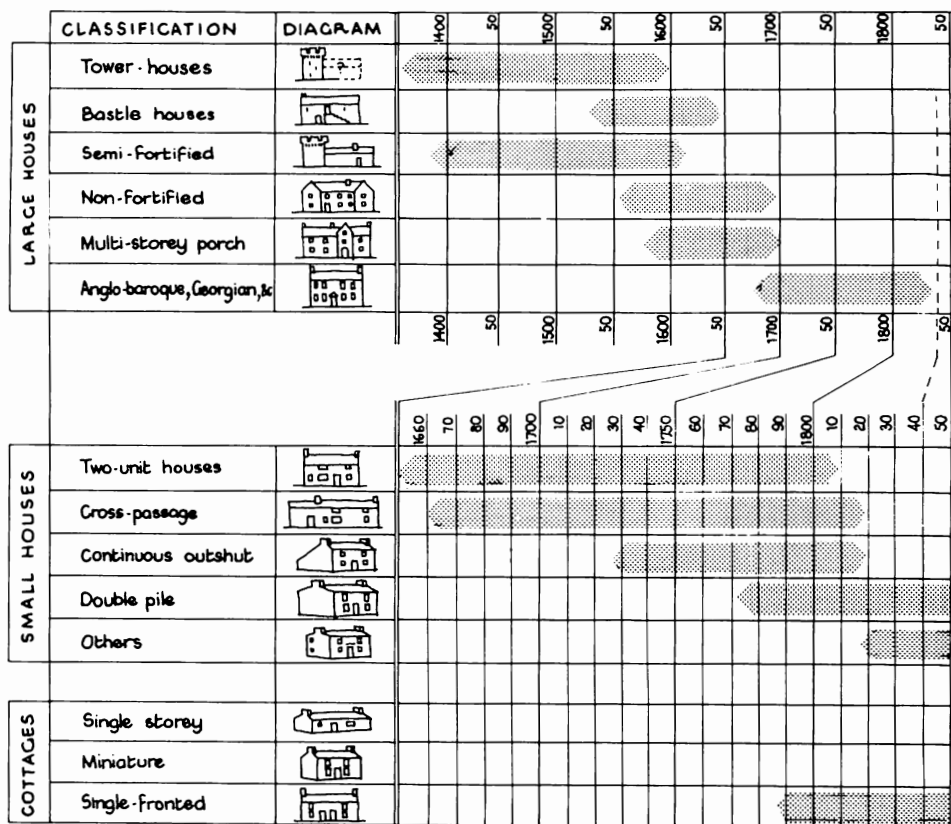 CLASSIFICATION DIAGRAM 1400 50 1500 50 1600 50 1700 50 1800 50
LARGE HOUSES
Tower-houses
Bastle houses
Semi-fortified
Non-fortified
Multi-storey porch
Anglo-baroque, Georgian, &c
1400 50 1500 50 1600 50 1700 50 1800 50
1660 70 80 90 1700 10 20 30 40 1750 60 70 80 90 1800 10 20 30 40 50
SMALL HOUSES
Two-unit houses
Cross-passage
Continuous outshut
Double pile
Others
COTTAGES
Single storey
Miniature
Single-fronted